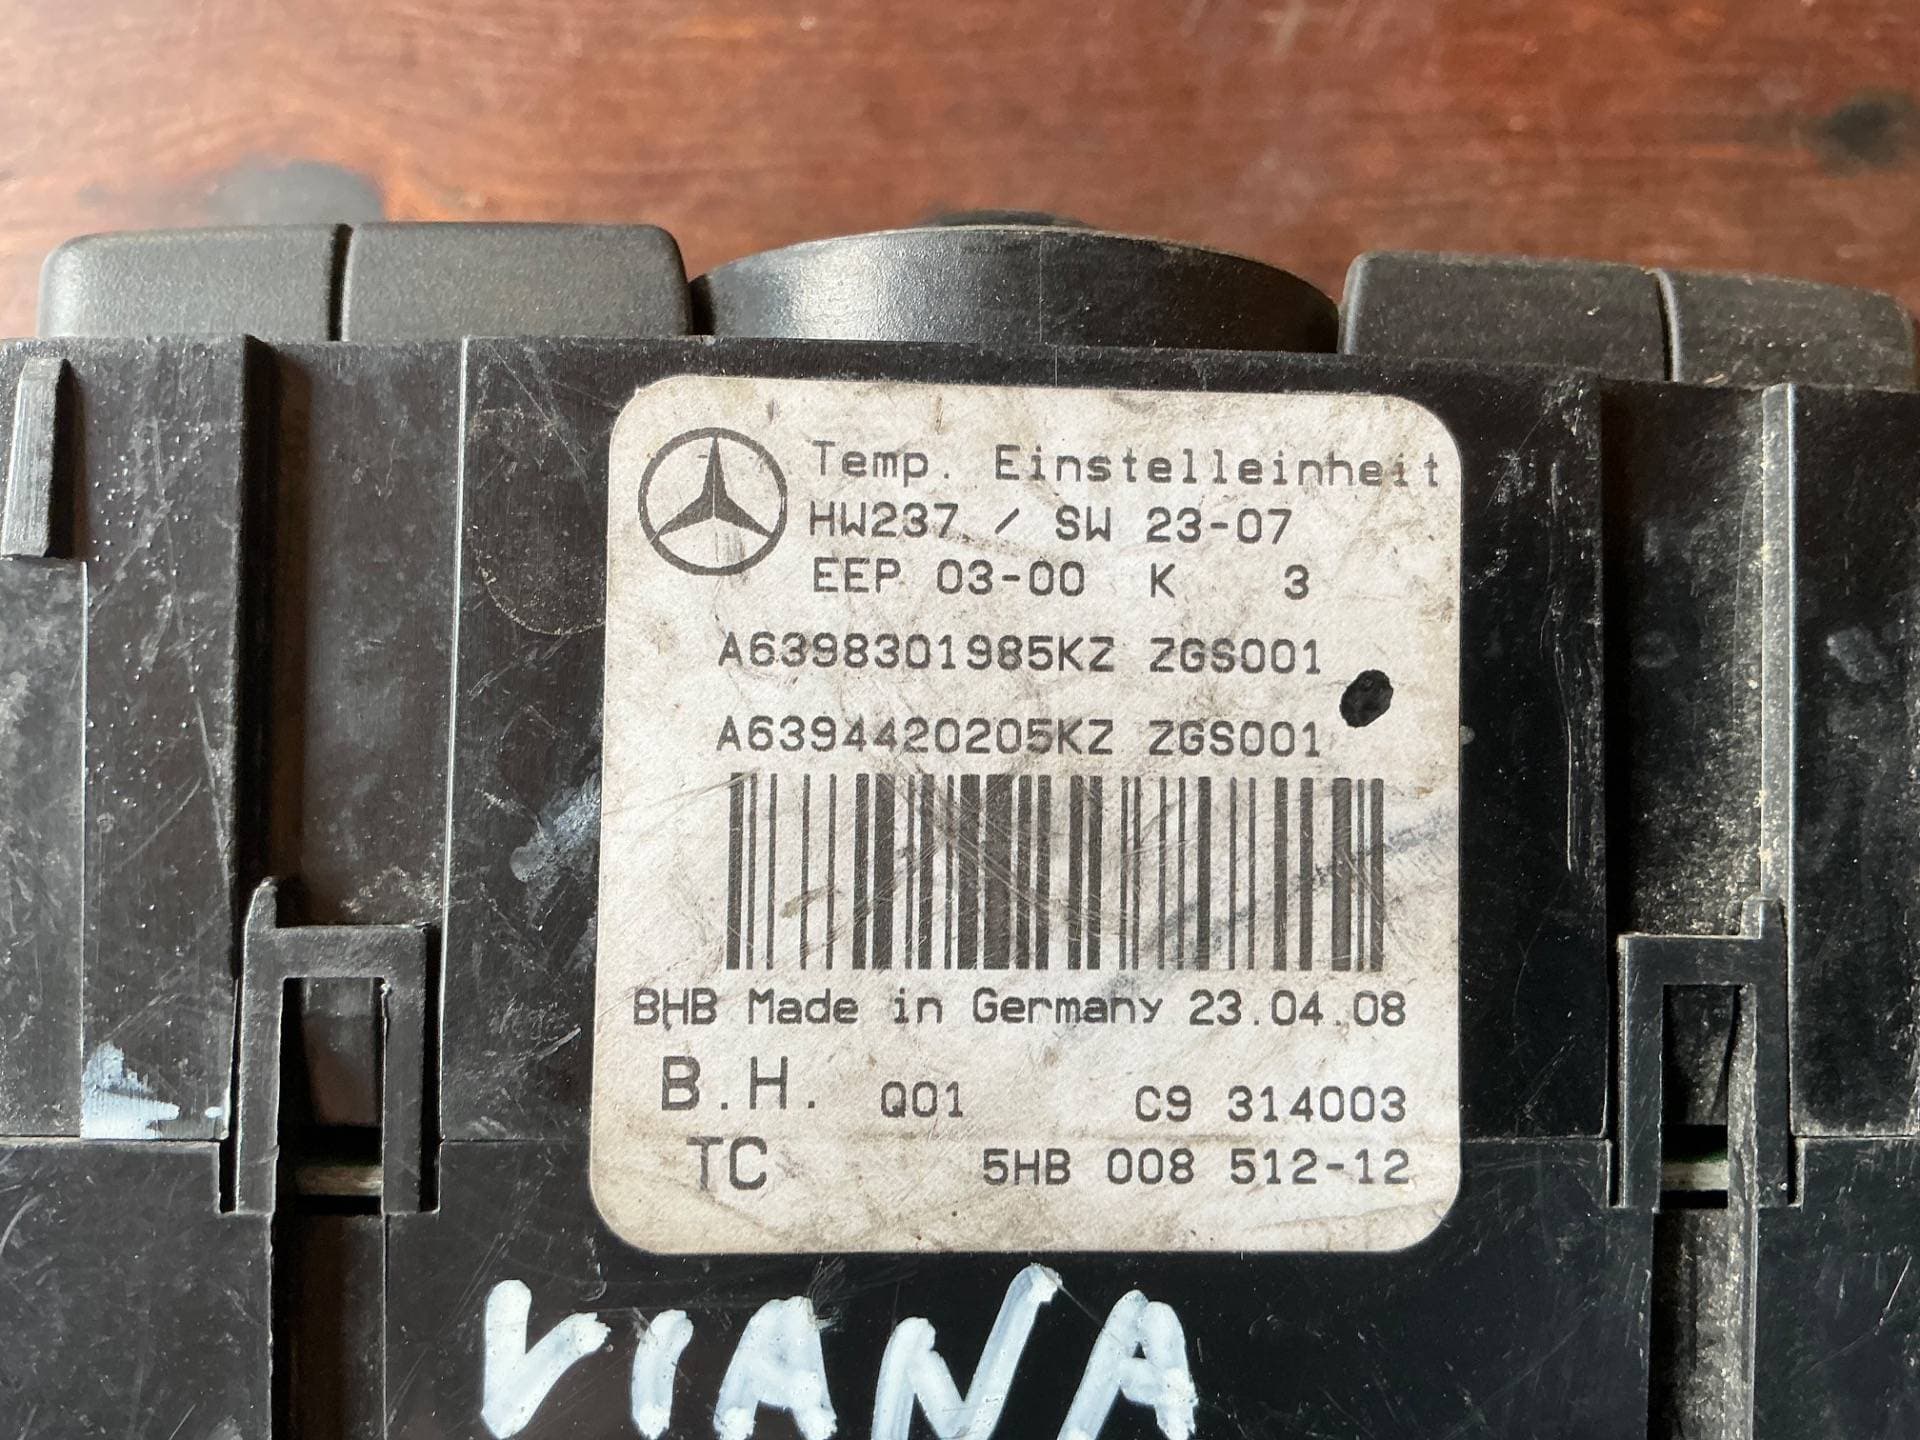 Temp. Einstelleinheit
HW237 / SW 23-07
EEP 03-00 K 3
A6398301985KZ ZGS001
A6394420205KZ ZGS001
BHB Made in Germany 23.04.08
B.H. Q01 C9 314003
TC 5HB 008 512-12
VIANA